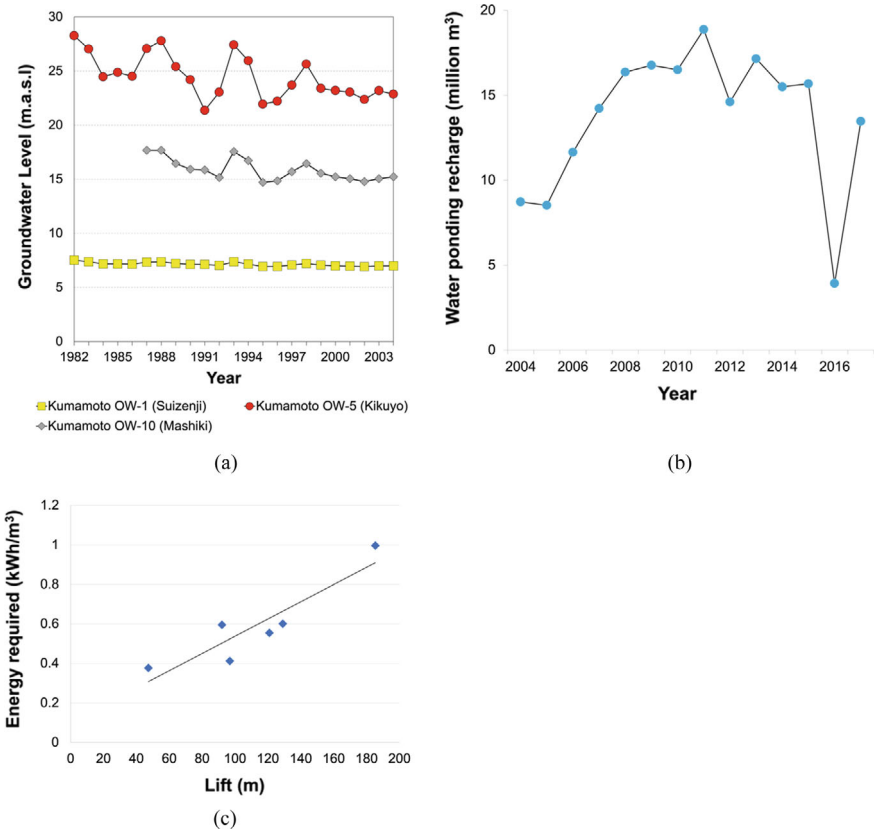 30
25
20
15
10
5
0
Groundwater Level (m.a.s.l)
1982 1985 1988 1991 1994 1997 2000 2003
Year
Kumamoto OW-1 (Suizenji) Kumamoto OW-5 (Kikuyo)
Kumamoto OW-10 (Mashiki)
(a)
20
15
10
5
0
Water ponding recharge (million m³)
2004 2006 2008 2010 2012 2014 2016
Year
(b)
1.2
1
0.8
0.6
0.4
0.2
0
Energy required (kWh/m³)
0 20 40 60 80 100 120 140 160 180 200
Lift (m)
(c)